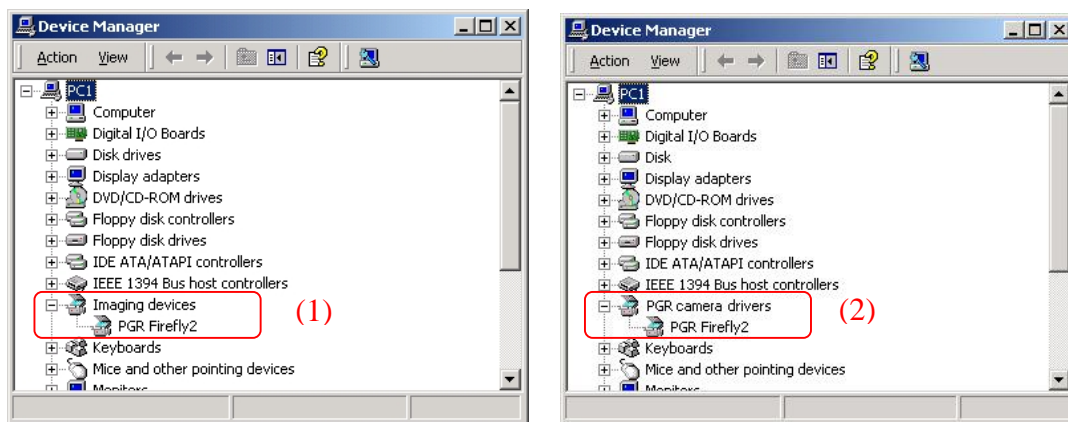 Device Manager
Action View
PC1
Computer
Digital I/O Boards
Disk drives
Display adapters
DVD/CD-ROM drives
Floppy disk controllers
Floppy disk drives
IDE ATA/ATAPI controllers
IEEE 1394 Bus host controllers
Imaging devices
PGR Firefly2
(1)
Keyboards
Mice and other pointing devices
Monitors
Device Manager
Action View
PC1
Computer
Digital I/O Boards
Disk
Display adapters
DVD/CD-ROM drives
Floppy disk controllers
Floppy disk drives
IDE ATA/ATAPI controllers
IEEE 1394 Bus host controllers
PGR camera drivers
PGR Firefly2
(2)
Keyboards
Mice and other pointing devices
Monitors